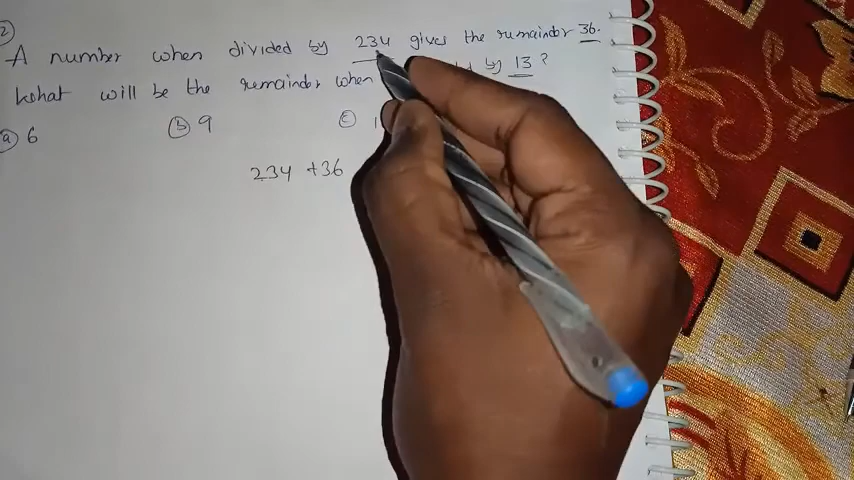 2)
A number when divided by 234 gives the remainder 36.
What will be the remainder when by 13 ?
(a) 6 (b) 9 (c) 1
234 + 36